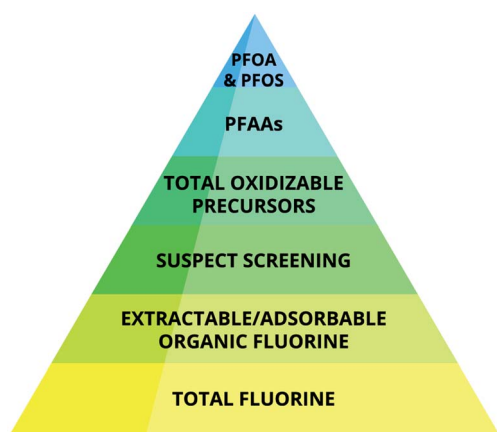 PFOA
& PFOS
PFAAs
TOTAL OXIDIZABLE
PRECURSORS
SUSPECT SCREENING
EXTRACTABLE/ADSORBABLE
ORGANIC FLUORINE
TOTAL FLUORINE